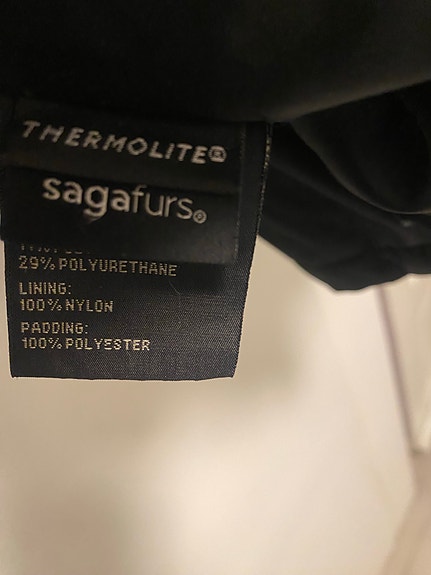 THERMOLITE®
sagafurs®
29% POLYURETHANE
LINING:
100% NYLON
PADDING:
100% POLYESTER